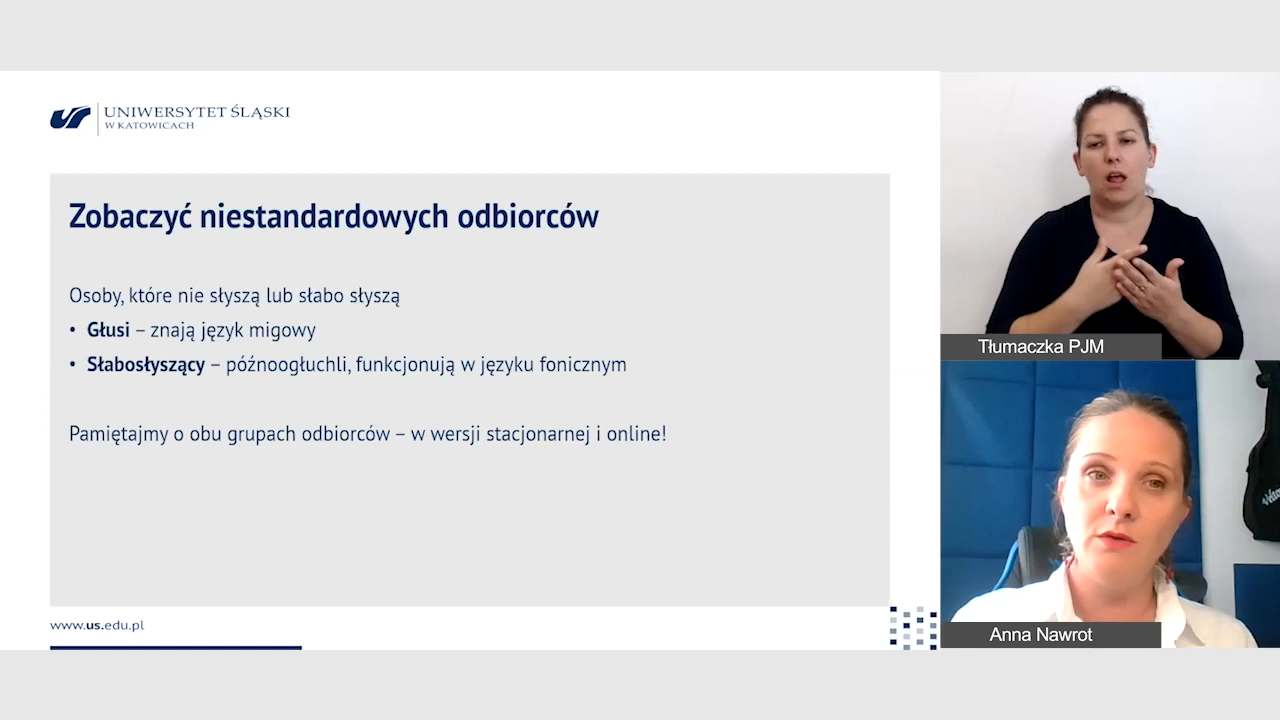 UNIWERSYTET ŚLĄSKI
W KATOWICACH
Zobaczyć niestandardowych odbiorców
Osoby, które nie słyszą lub słabo słyszą
• Głusi – znają język migowy
• Słabosłyszący – późnoogłuchli, funkcjonują w języku fonicznym
Pamiętajmy o obu grupach odbiorców – w wersji stacjonarnej i online!
www.us.edu.pl
Tłumaczka PJM
Anna Nawrot